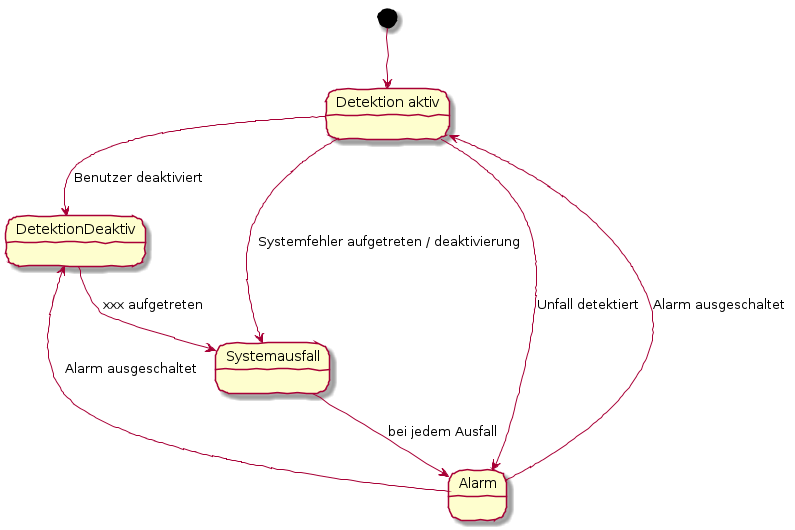 Detektion aktiv
Benutzer deaktiviert
DetektionDeaktiv
Systemfehler aufgetreten / deaktivierung
xxx aufgetreten
Unfall detektiert
Alarm ausgeschaltet
Systemausfall
Alarm ausgeschaltet
bei jedem Ausfall
Alarm